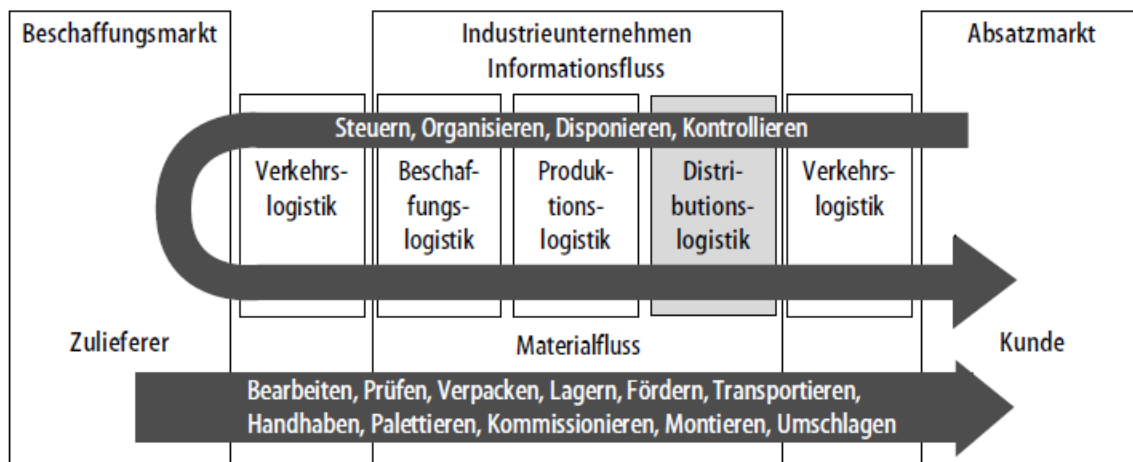 Beschaffungsmarkt
Industrieunternehmen
Informationsfluss
Absatzmarkt
Steuern, Organisieren, Disponieren, Kontrollieren
Verkehrs-
logistik
Beschaf-
fungs-
logistik
Produk-
tions-
logistik
Distri-
butions-
logistik
Verkehrs-
logistik
Zulieferer
Materialfluss
Kunde
Bearbeiten, Prüfen, Verpacken, Lagern, Fördern, Transportieren,
Handhaben, Palettieren, Kommissionieren, Montieren, Umschlagen